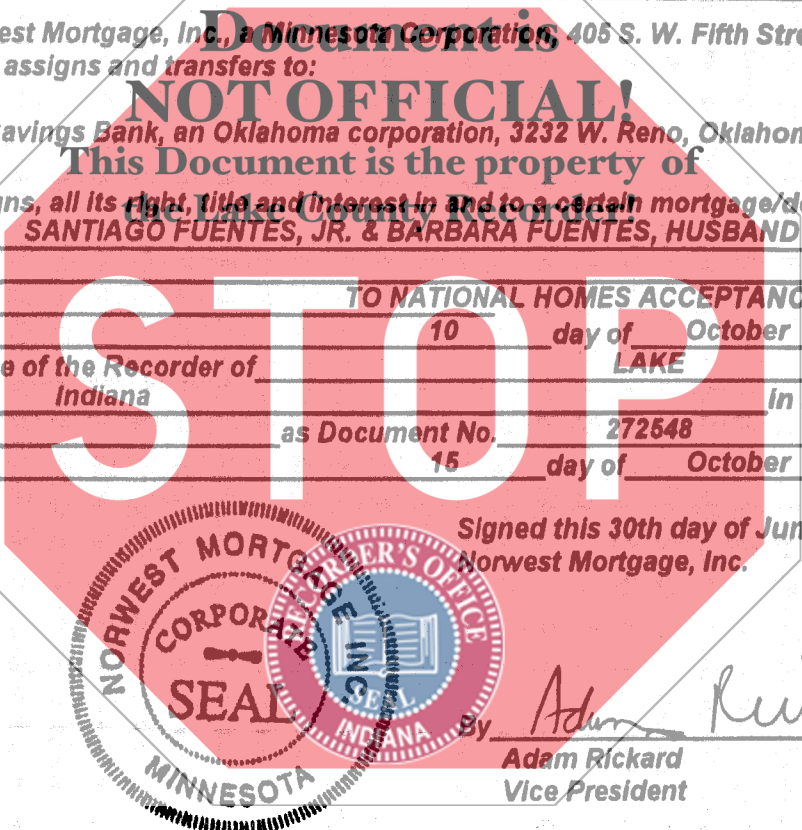 est Mortgage, Inc., a Minnesota Corporation, 405 S. W. Fifth Stre
Document is
assigns and transfers to:
NOT OFFICIAL!
avings Bank, an Oklahoma corporation, 3232 W. Reno, Oklahom
This Document is the property of
the Lake County Recorder!
ns, all its right, title and interest in and to a certain mortgage/de
SANTIAGO FUENTES, JR. & BARBARA FUENTES, HUSBAND
TO NATIONAL HOMES ACCEPTANC
10 day of October
e of the Recorder of LAKE
Indiana in
as Document No. 272548
15 day of October
STOP
Signed this 30th day of Jun
Norwest Mortgage, Inc.
NORWEST MORTGAGE INC.
CORPORATE
SEAL
MINNESOTA
RECORDER'S OFFICE
SEAL
INDIANA
By
Adam Rickard
Vice President